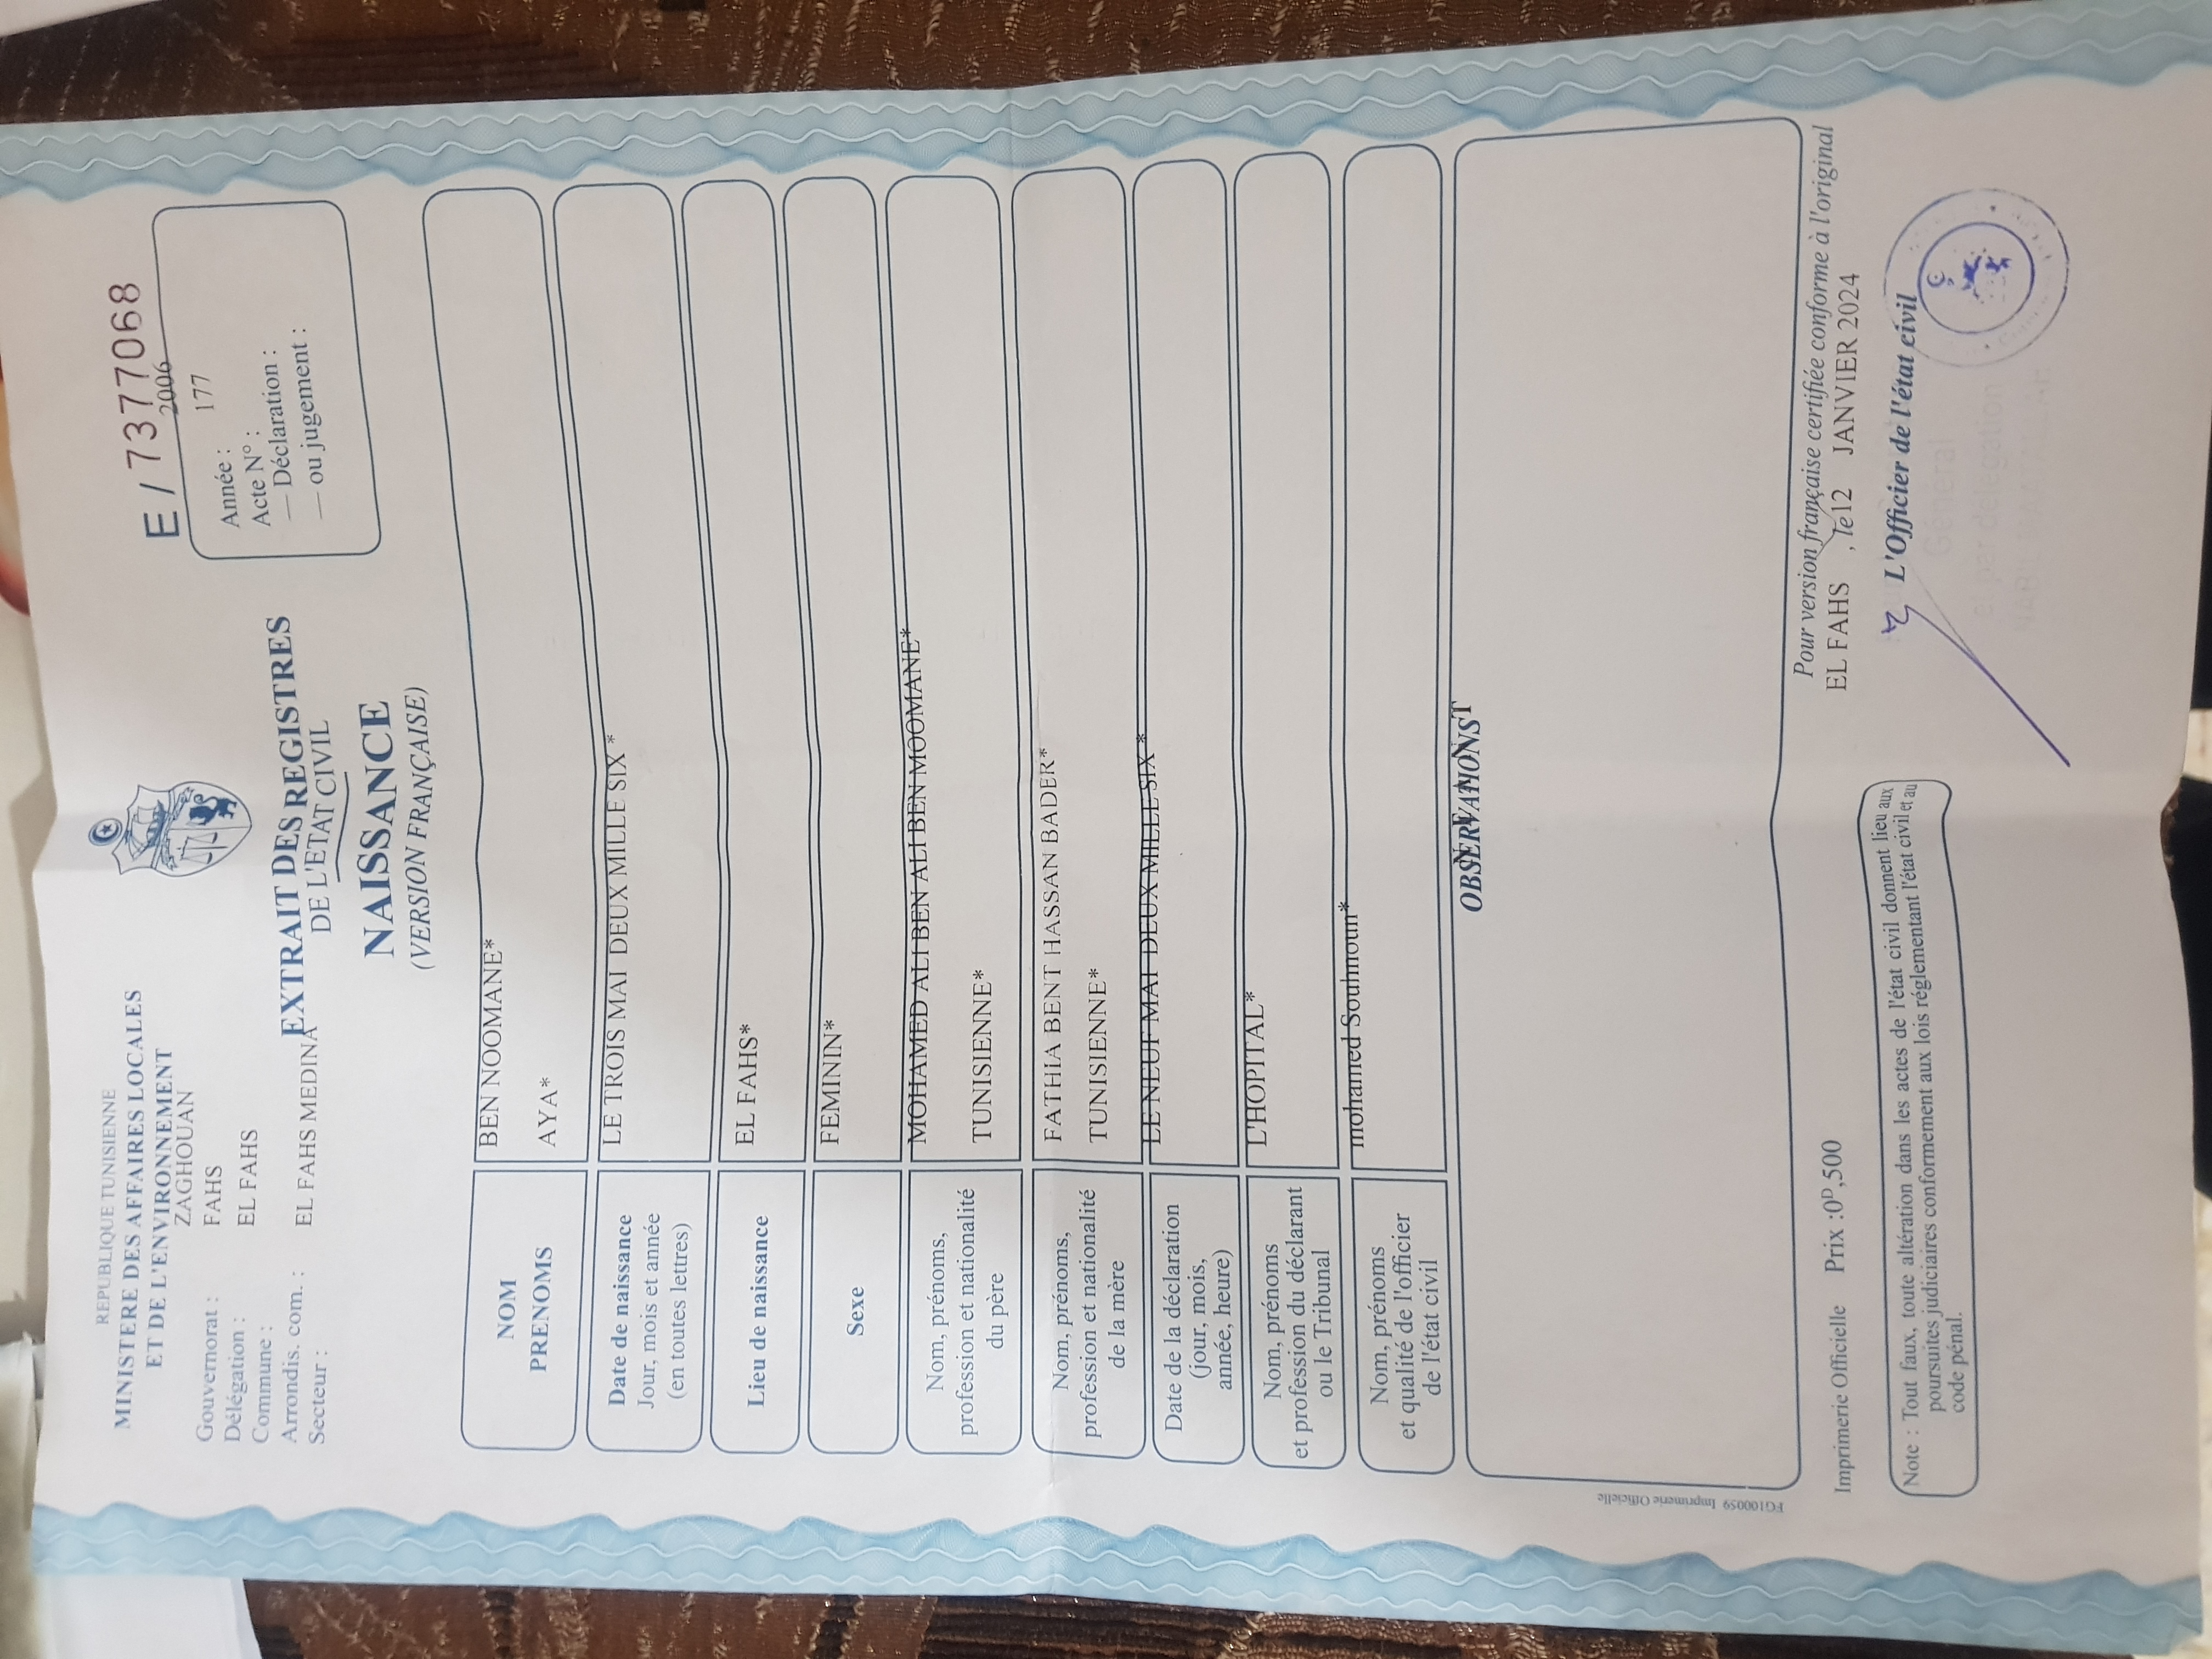 REPUBLIQUE TUNISIENNE
MINISTERE DES AFFAIRES LOCALES
ET DE L'ENVIRONNEMENT
Gouvernorat : ZAGHOUAN
Délégation : FAHS
Commune : EL FAHS
Arrondis. com. :
Secteur : EL FAHS MEDINA
E / 7377068
Année : 2006
Acte N° : 177
— Déclaration :
— ou jugement :
EXTRAIT DES REGISTRES
DE L'ETAT CIVIL
NAISSANCE
(VERSION FRANÇAISE)
NOM BEN NOOMANE*
PRENOMS AYA*
Date de naissance
Jour, mois et année
(en toutes lettres)
LE TROIS MAI DEUX MILLE SIX *
Lieu de naissance EL FAHS*
Sexe FEMININ*
Nom, prénoms,
profession et nationalité
du père
MOHAMED ALI BEN ALI BEN MOOMANE*
TUNISIENNE*
Nom, prénoms,
profession et nationalité
de la mère
FATHIA BENT HASSAN BADER*
TUNISIENNE*
Date de la déclaration
(jour, mois,
année, heure)
LE NEUF MAI DEUX MILLE SIX *
Nom, prénoms
et profession du déclarant
ou le Tribunal
L'HOPITAL*
Nom, prénoms
et qualité de l'officier
de l'état civil
mohamed Souhnoun*
OBSERVATIONS
FG100059 Imprimerie Officielle
Imprimerie Officielle Prix :0D,500
Pour version française certifiée conforme à l'original
EL FAHS , le12 JANVIER 2024
L'Officier de l'état civil
Général
et par délégation
Note : Tout faux, toute altération dans les actes de l'état civil donnent lieu aux
poursuites judiciaires conformement aux lois réglementant l'état civil et au
code pénal.